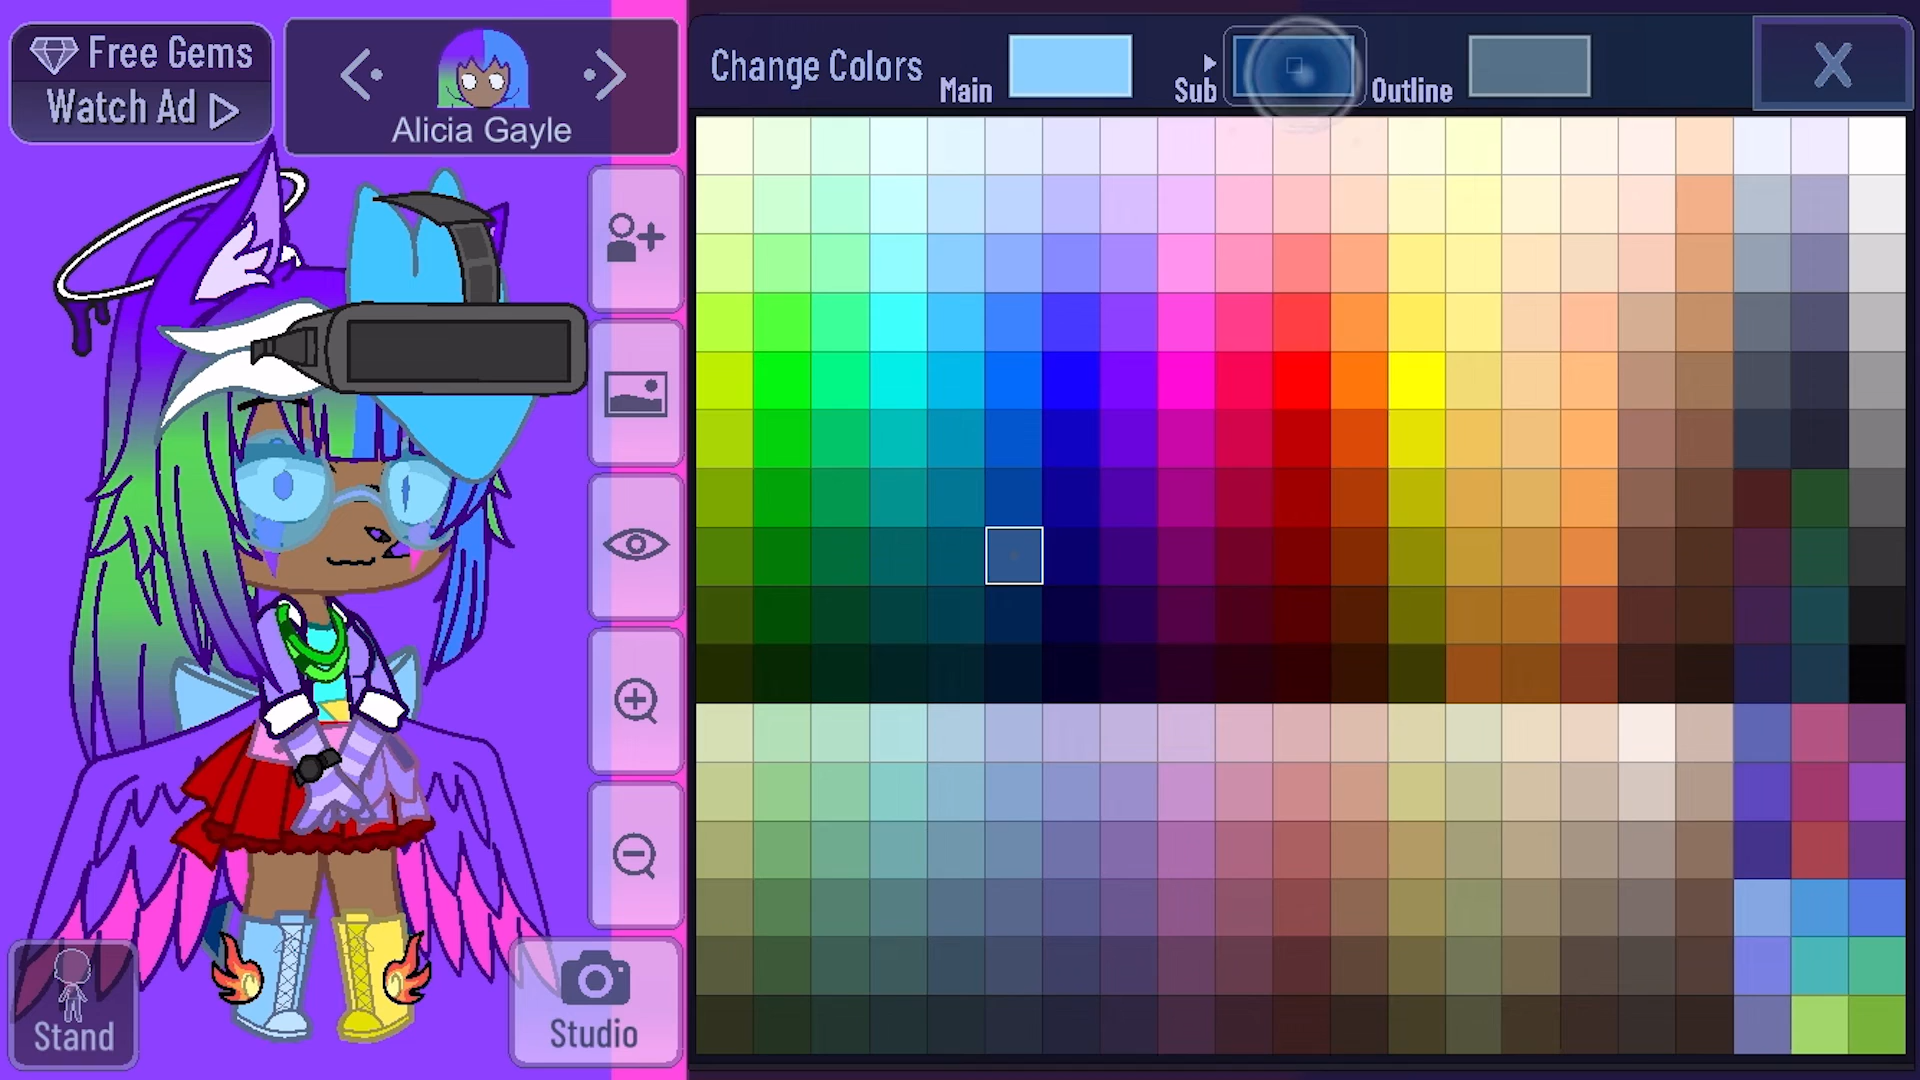 Free Gems
Watch Ad
Alicia Gayle
Change Colors
Main
Sub
Outline
X
Stand
Studio